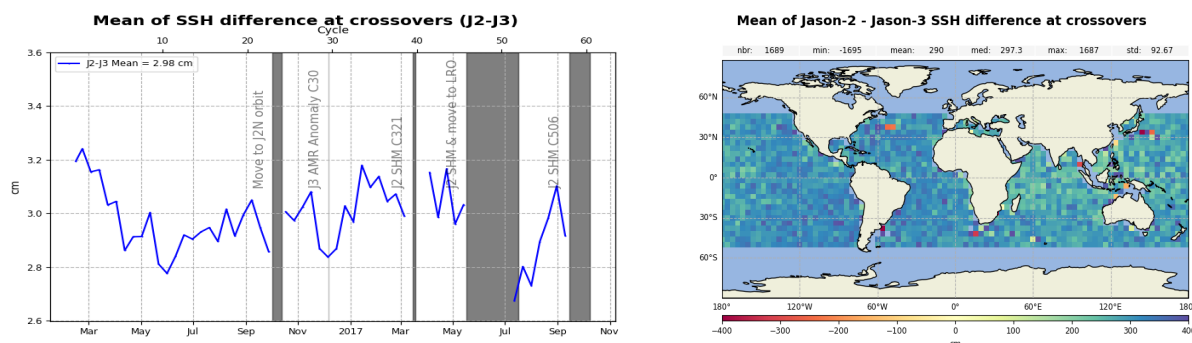 Mean of SSH difference at crossovers (J2-J3)
Cycle
10 20 30 40 50 60
3.6
3.4
3.2
3.0
2.8
2.6
cm
J2-J3 Mean = 2.98 cm
Move to J2N orbit
J3 AMR Anomaly C30
J2 SHM C321
J2 SHM & move to LRO
J2 SHM C506
Mar May Jul Sep Nov 2017 Mar May Jul Sep Nov
Mean of Jason-2 - Jason-3 SSH difference at crossovers
nbr: 1689 min: -1695 mean: 290 med: 297.3 max: 1687 std: 92.67
60°N
30°N
0°
30°S
60°S
180° 120°W 60°W 0° 60°E 120°E 180°
−400 −300 −200 −100 0 100 200 300 400